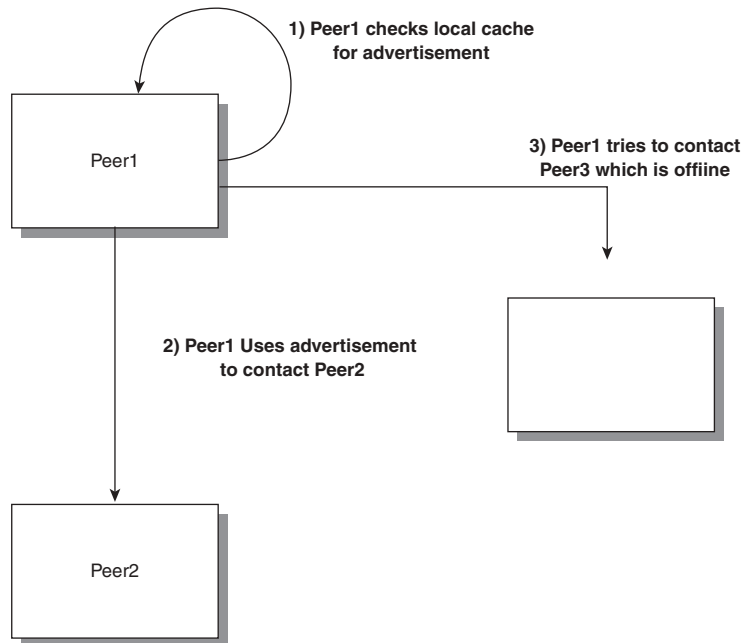 1) Peer1 checks local cache
for advertisement
Peer1
3) Peer1 tries to contact
Peer3 which is offiine
2) Peer1 Uses advertisement
to contact Peer2
Peer2